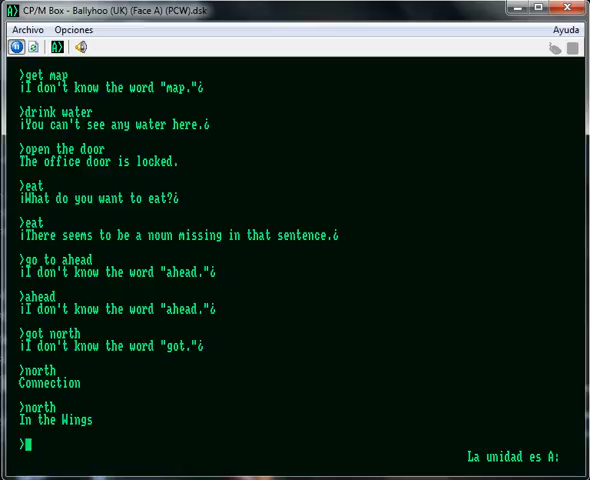 CP/M Box - Ballyhoo (UK) (Face A) (PCW).dsk
Archivo Opciones Ayuda
A>
>get map
¡I don't know the word "map."¿
>drink water
¡You can't see any water here.¿
>open the door
The office door is locked.
>eat
¡What do you want to eat?¿
>eat
¡There seems to be a noun missing in that sentence.¿
>go to ahead
¡I don't know the word "ahead."¿
>ahead
¡I don't know the word "ahead."¿
>got north
¡I don't know the word "got."¿
>north
Connection
>north
In the Wings
>
La unidad es A: